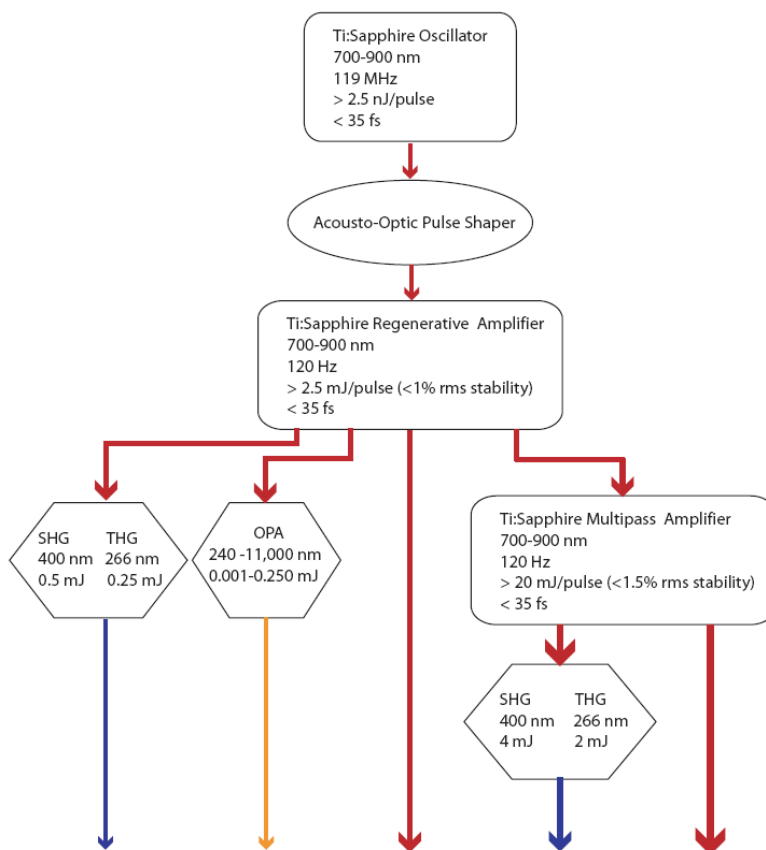 Ti:Sapphire Oscillator
700-900 nm
119 MHz
> 2.5 nJ/pulse
< 35 fs
Acousto-Optic Pulse Shaper
Ti:Sapphire Regenerative Amplifier
700-900 nm
120 Hz
> 2.5 mJ/pulse (<1% rms stability)
< 35 fs
SHG THG
400 nm 266 nm
0.5 mJ 0.25 mJ
OPA
240 -11,000 nm
0.001-0.250 mJ
Ti:Sapphire Multipass Amplifier
700-900 nm
120 Hz
> 20 mJ/pulse (<1.5% rms stability)
< 35 fs
SHG THG
400 nm 266 nm
4 mJ 2 mJ